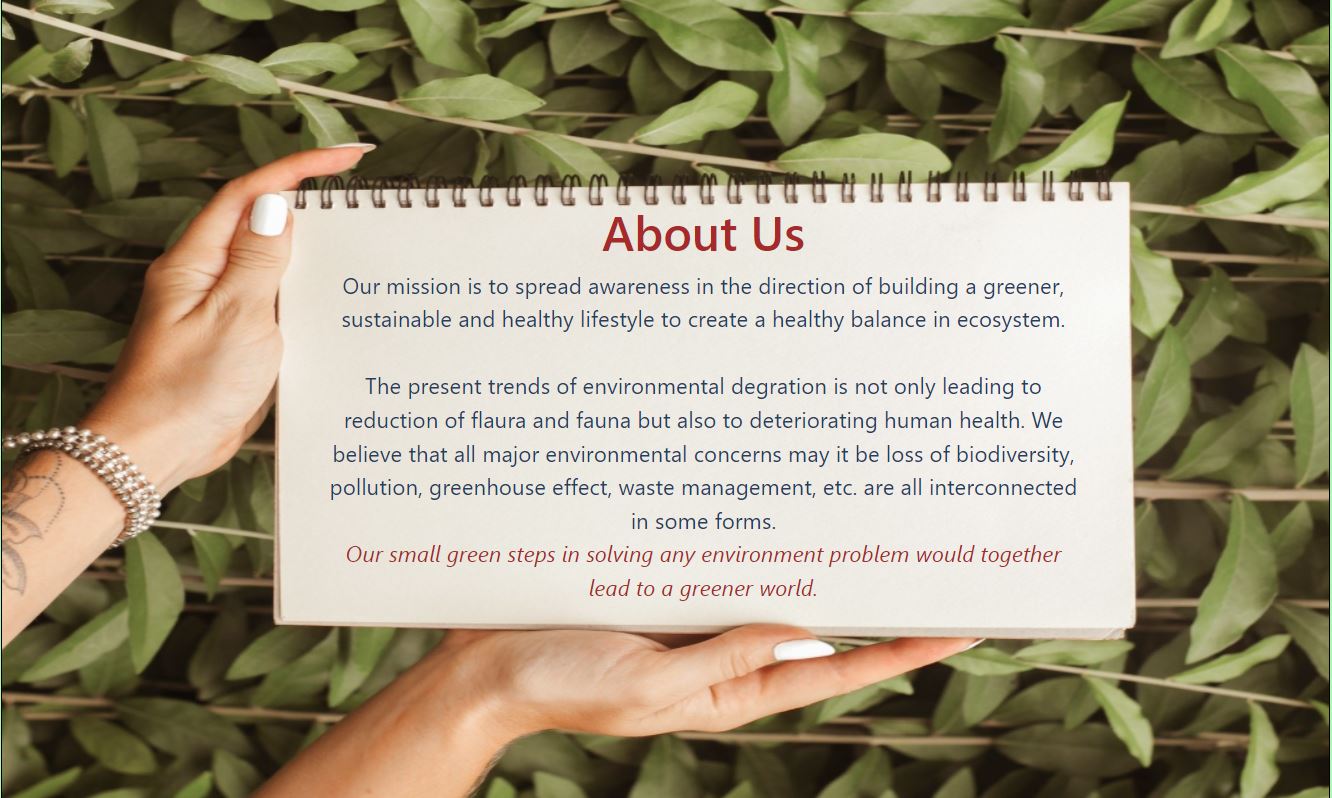 About Us
Our mission is to spread awareness in the direction of building a greener,
sustainable and healthy lifestyle to create a healthy balance in ecosystem.
The present trends of environmental degration is not only leading to
reduction of flaura and fauna but also to deteriorating human health. We
believe that all major environmental concerns may it be loss of biodiversity,
pollution, greenhouse effect, waste management, etc. are all interconnected
in some forms.
Our small green steps in solving any environment problem would together
lead to a greener world.